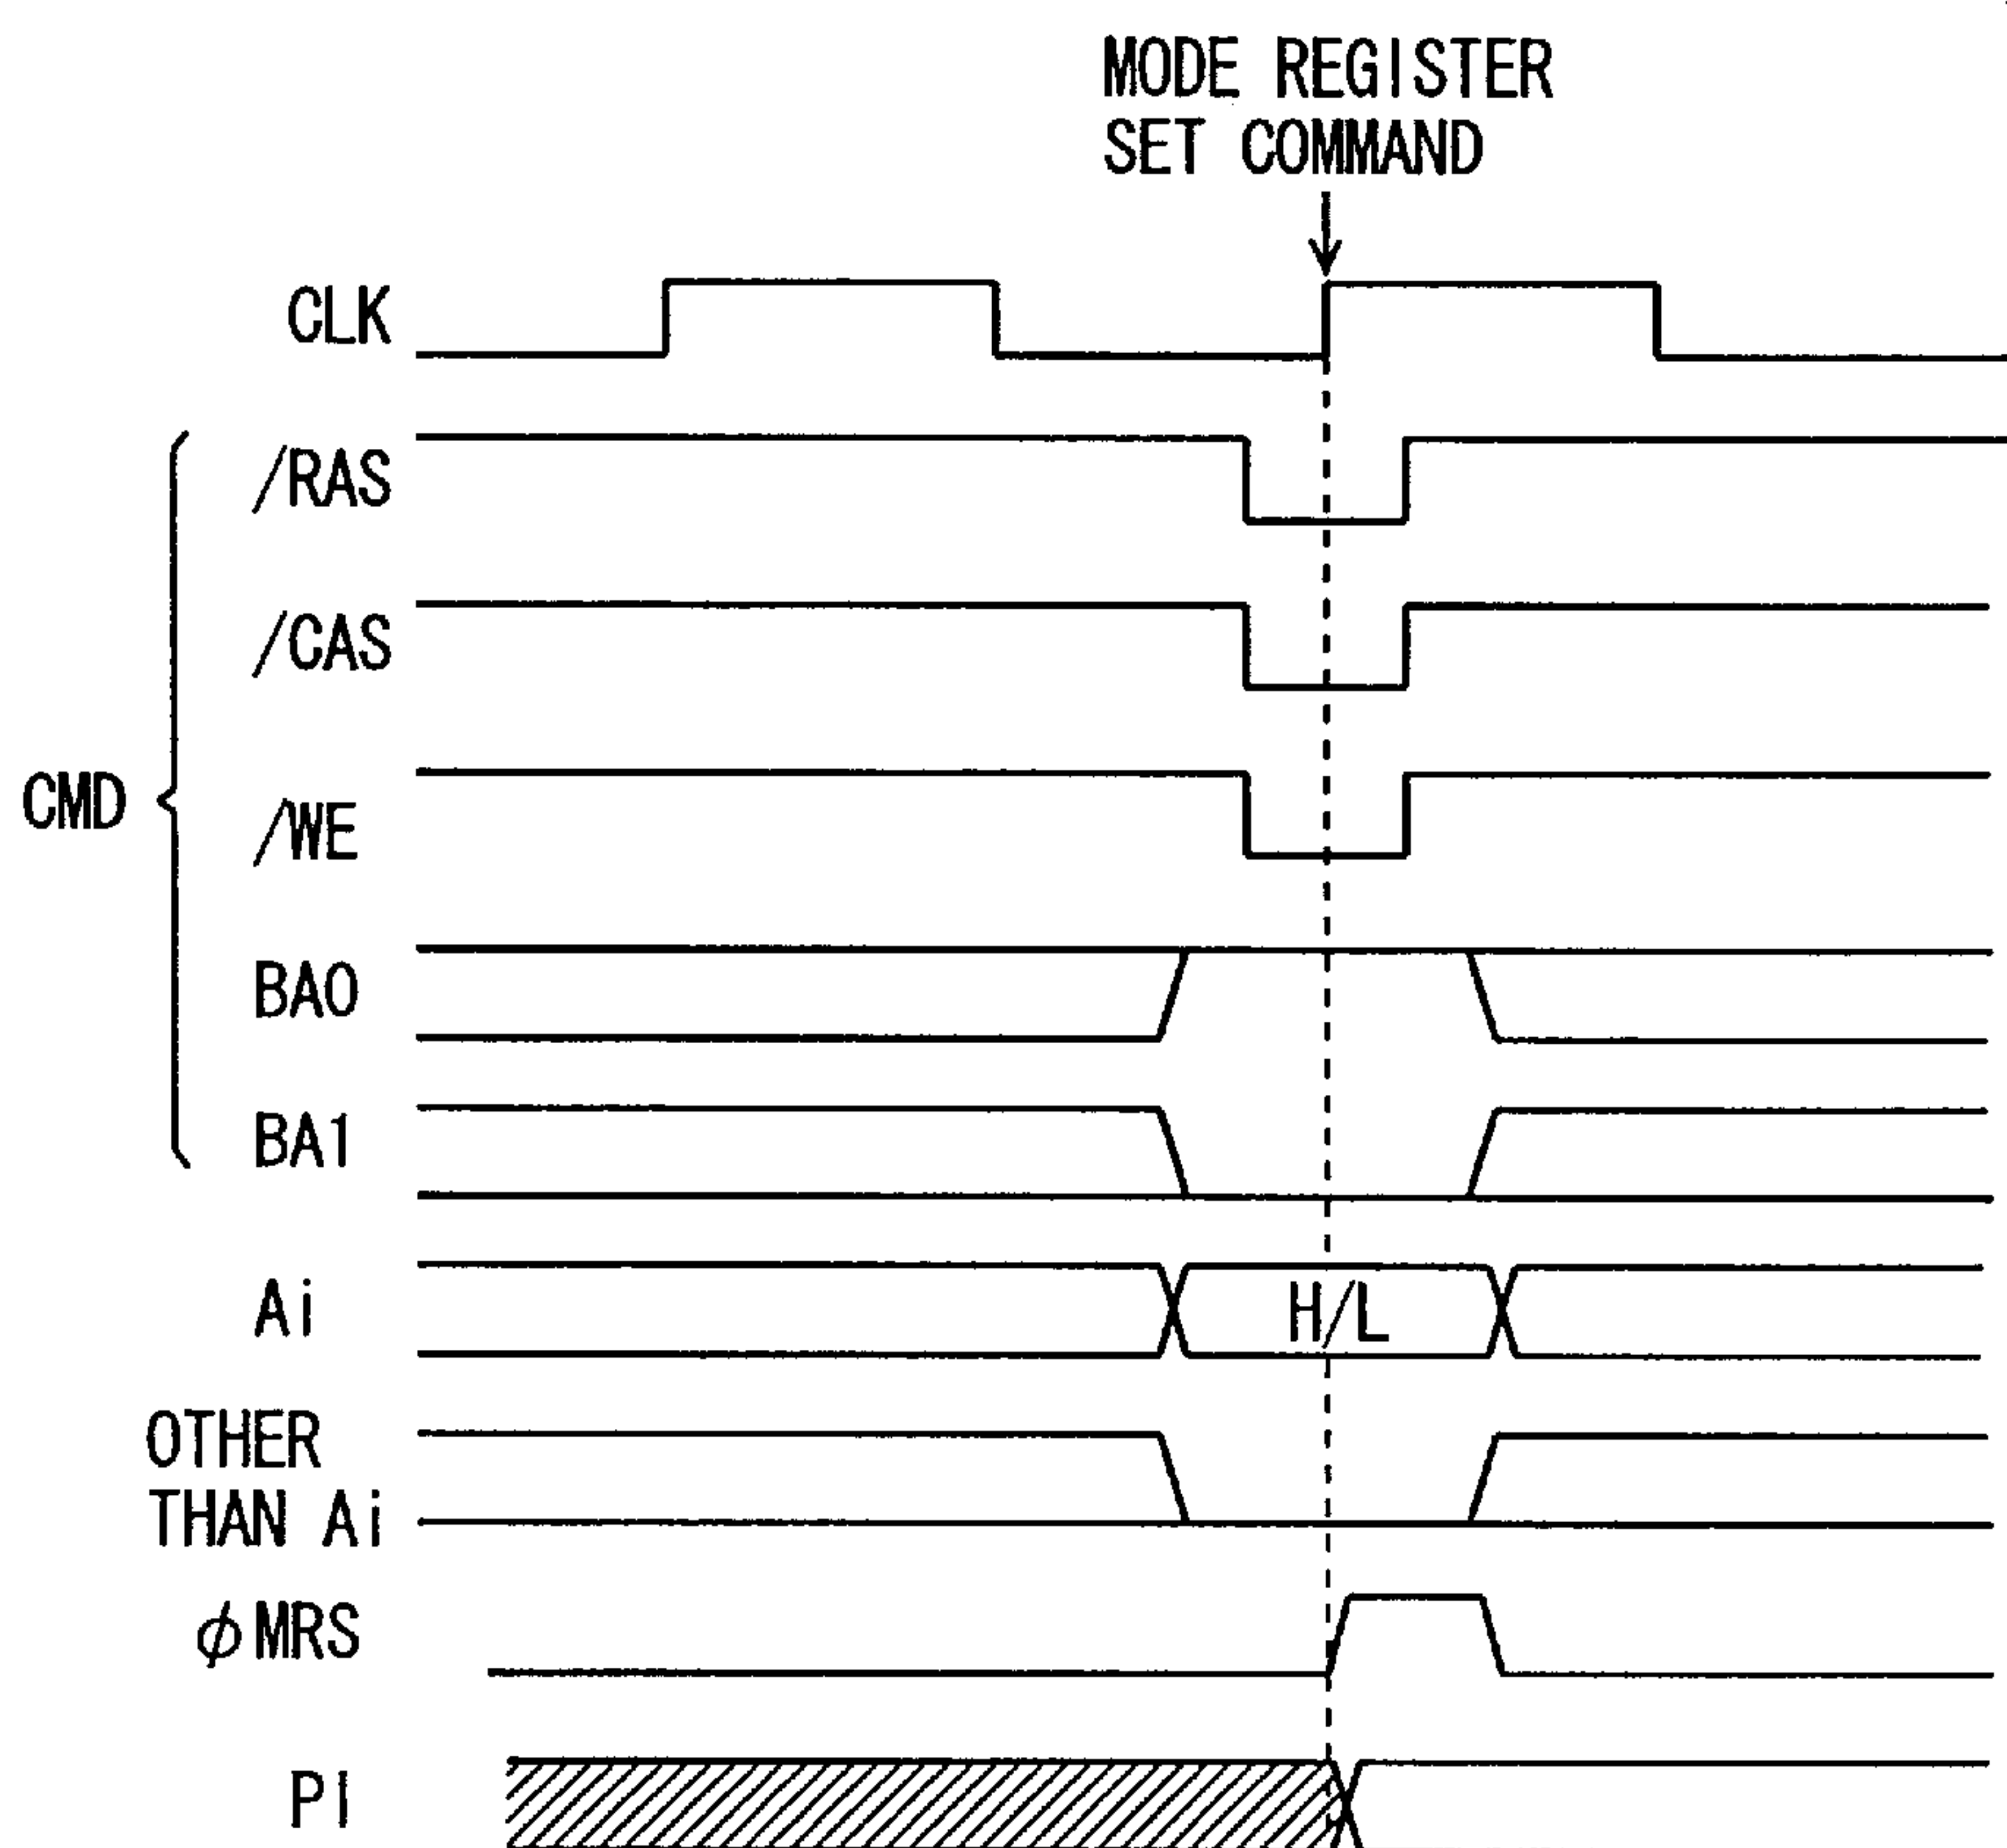 MODE REGISTER
SET COMMAND
CLK
/RAS
/CAS
CMD
/WE
BA0
BA1
Ai
H/L
OTHER
THAN Ai
φMRS
PI